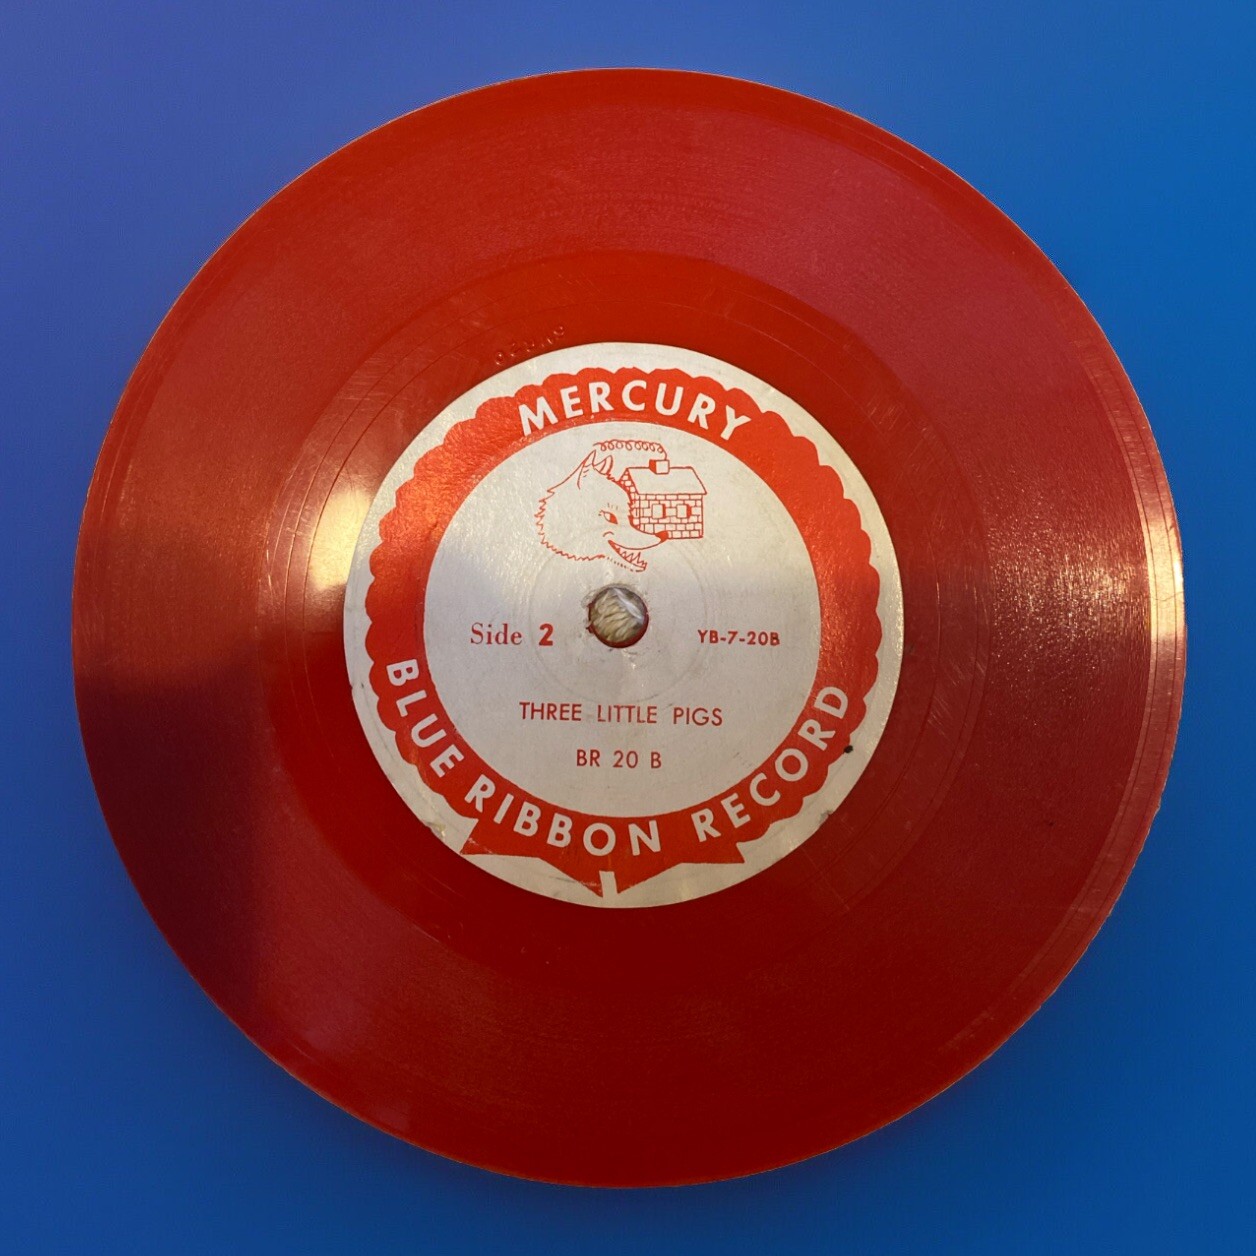 MERCURY
Side 2
YB-7-20B
THREE LITTLE PIGS
BR 20 B
BLUE RIBBON RECORD